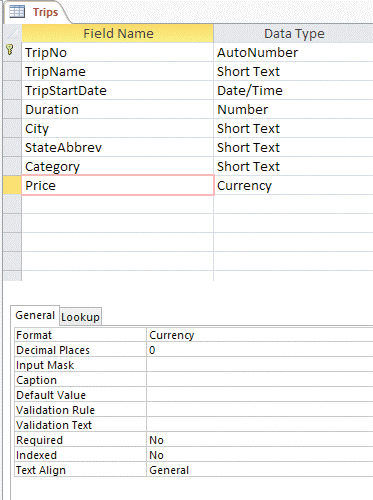 Trips
Field Name Data Type
TripNo AutoNumber
TripName Short Text
TripStartDate Date/Time
Duration Number
City Short Text
StateAbbrev Short Text
Category Short Text
Price Currency
General Lookup
Format Currency
Decimal Places 0
Input Mask
Caption
Default Value
Validation Rule
Validation Text
Required No
Indexed No
Text Align General